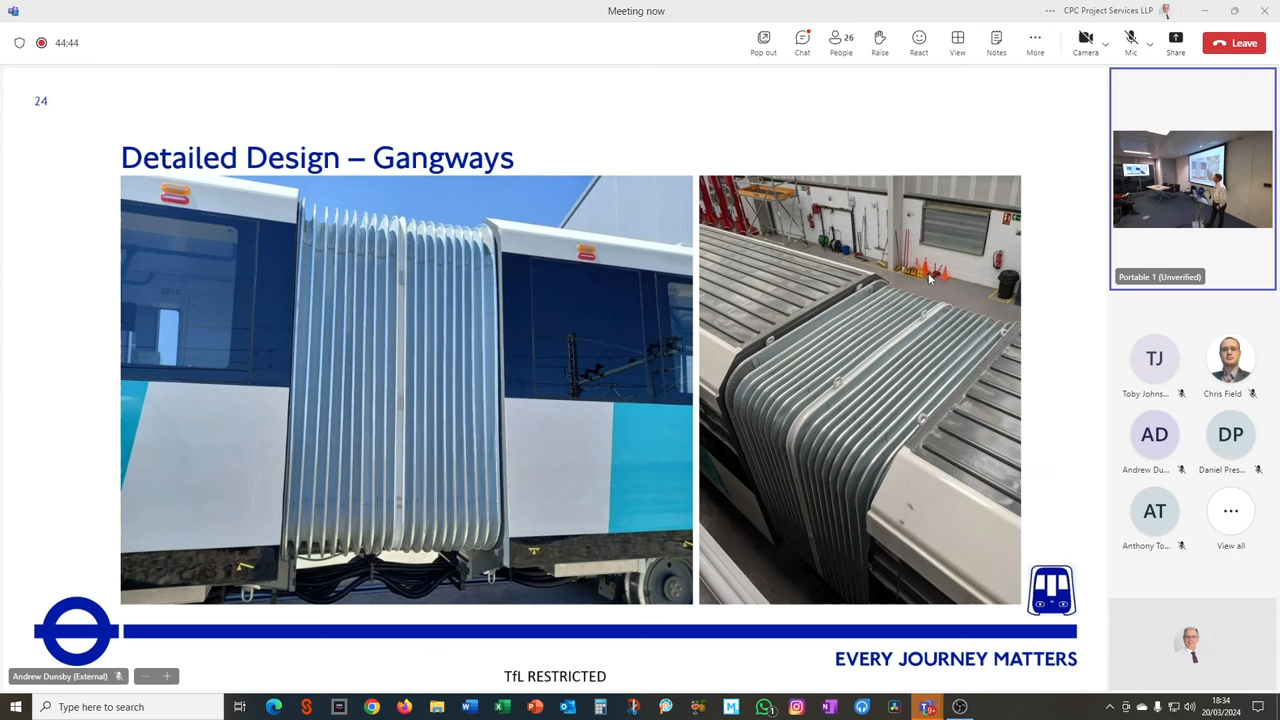 Meeting now
CPC Project Services LLP
44:44
Pop out
Chat
26
People
Raise
React
View
Notes
More
Camera
Mic
Share
Leave
24
Detailed Design – Gangways
Portable 1 (Unverified)
TJ
Toby Johns...
Chris Field
AD
Andrew Du...
DP
Daniel Pres...
AT
Anthony To...
View all
EVERY JOURNEY MATTERS
Andrew Dunsby (External)
TfL RESTRICTED
Type here to search
18:34
20/03/2024